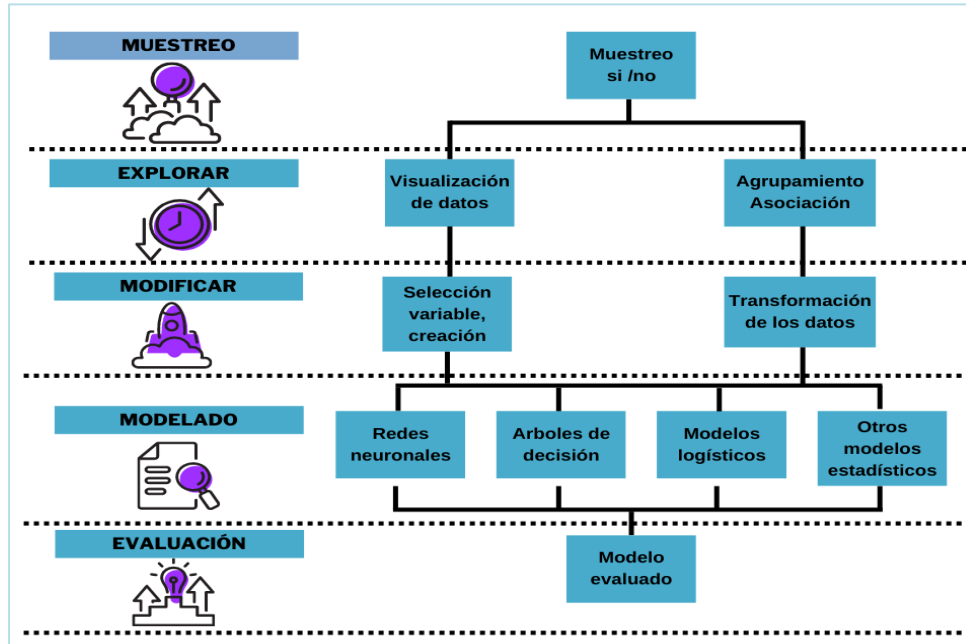 MUESTREO
Muestreo
si /no
EXPLORAR
Visualización
de datos
Agrupamiento
Asociación
MODIFICAR
Selección
variable,
creación
Transformación
de los datos
MODELADO
Redes
neuronales
Arboles de
decisión
Modelos
logísticos
Otros
modelos
estadísticos
EVALUACIÓN
Modelo
evaluado